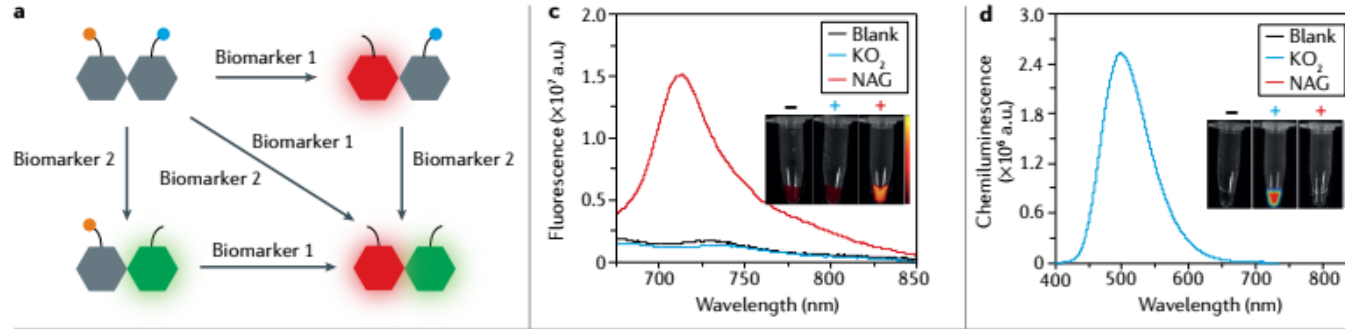 a
Biomarker 1
Biomarker 2
Biomarker 1
Biomarker 2
Biomarker 2
Biomarker 1
c
Fluorescence (×10⁷ a.u.)
2.0
1.5
1.0
0.5
0
700
750
800
850
Wavelength (nm)
Blank
KO₂
NAG
−
+
+
d
Chemiluminescence
(×10⁶ a.u.)
3.0
2.4
1.8
1.2
0.6
0
400
500
600
700
800
Wavelength (nm)
Blank
KO₂
NAG
−
+
+